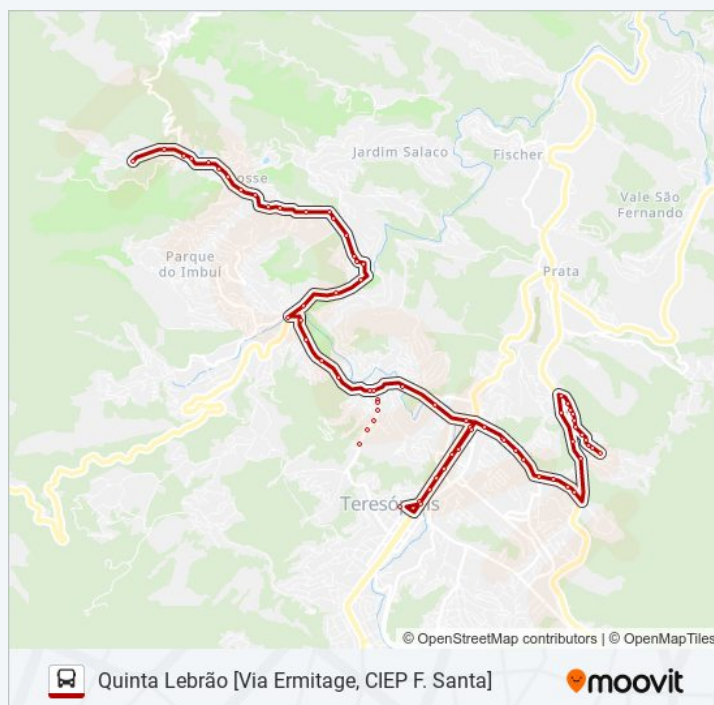 Jardim Salaco
Fischer
osse
Vale São
Fernando
Parque
do Imbuí
Prata
Teresópolis
© OpenStreetMap contributors | © OpenMapTiles
Quinta Lebrão [Via Ermitage, CIEP F. Santa]
moovit